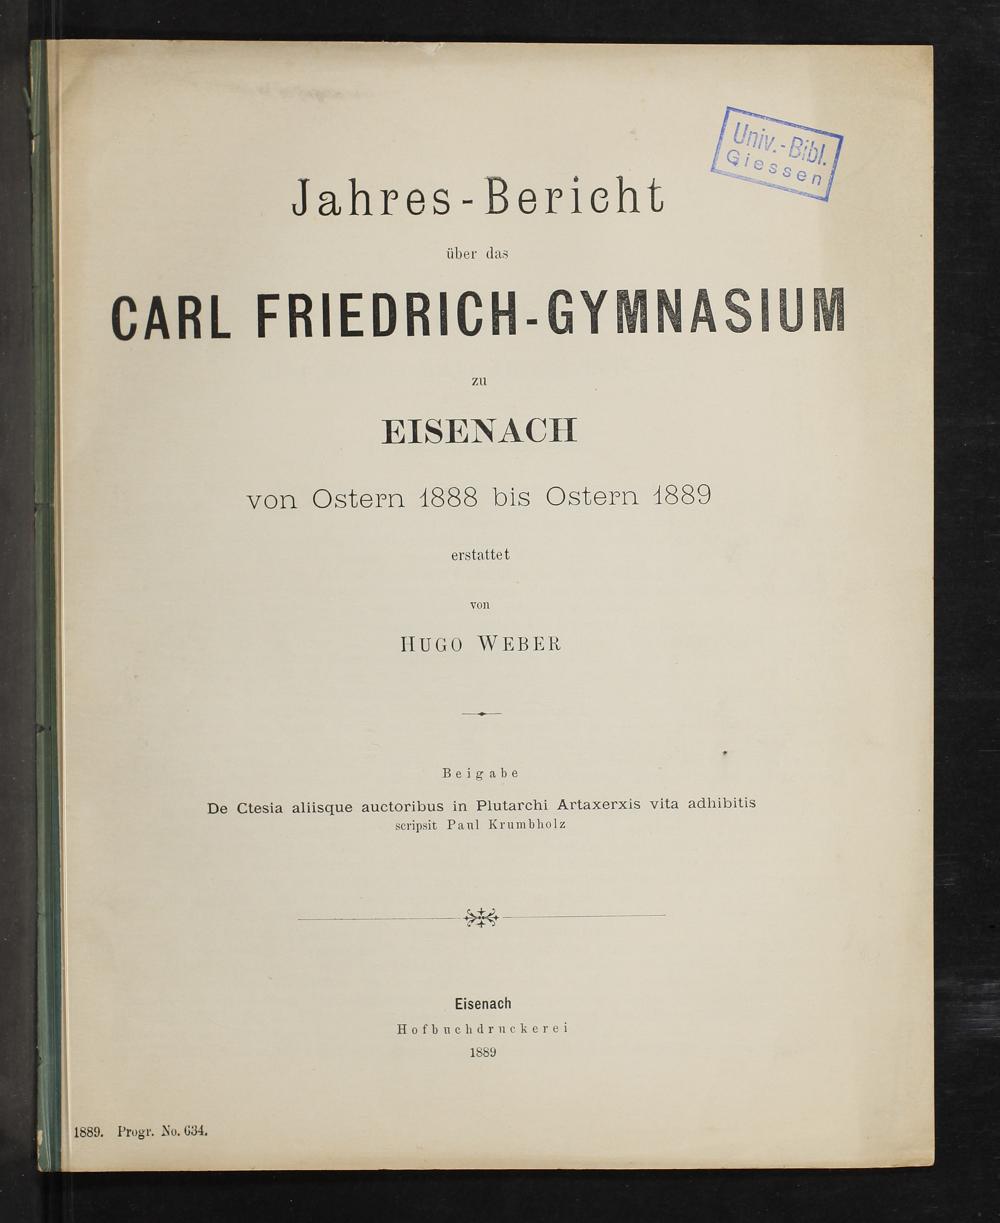 Univ.-Bibl.
Giessen
Jahres-Bericht
über das
CARL FRIEDRICH-GYMNASIUM
zu
EISENACH
von Ostern 1888 bis Ostern 1889
erstattet
von
HUGO WEBER
Beigabe
De Ctesia aliisque auctoribus in Plutarchi Artaxerxis vita adhibitis
scripsit Paul Krumbholz
Eisenach
Hofbuchdruckerei
1889
1889. Progr. No. 634.